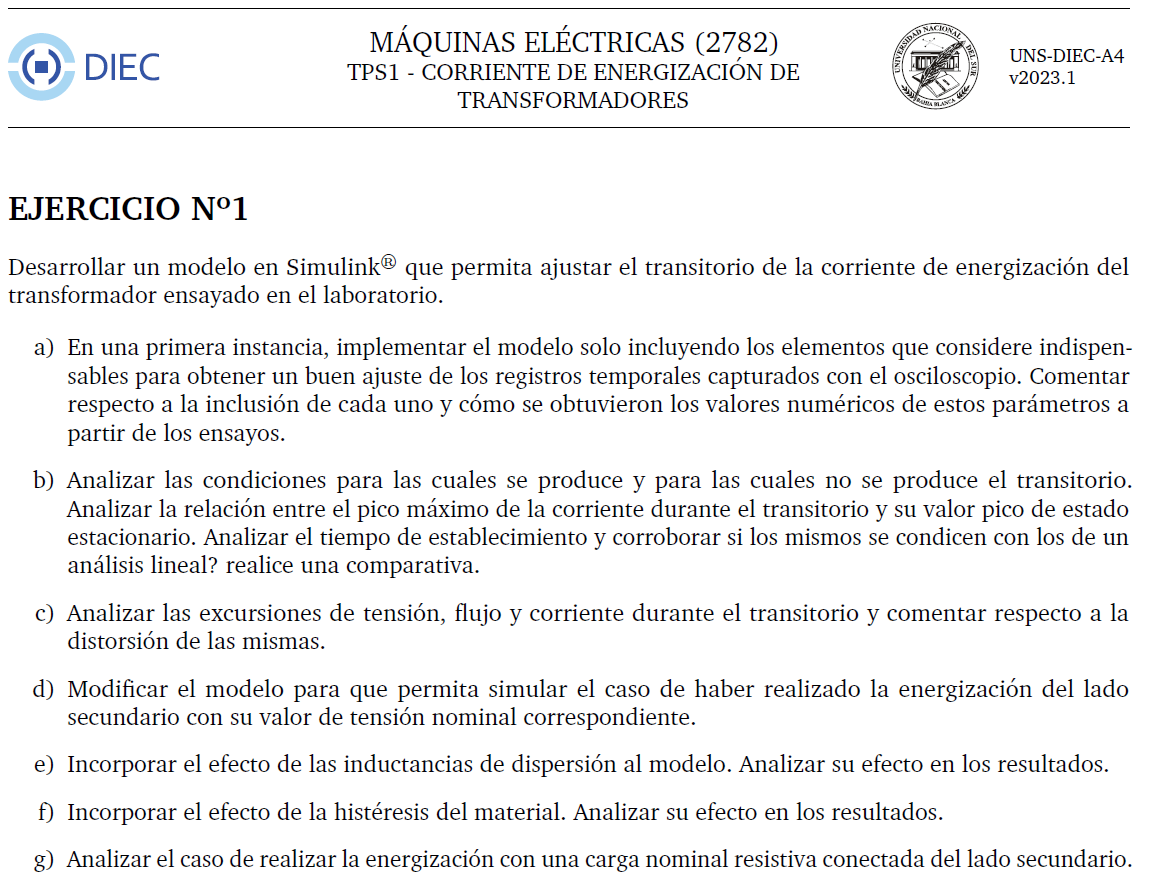 DIEC
MÁQUINAS ELÉCTRICAS (2782)
TPS1 - CORRIENTE DE ENERGIZACIÓN DE
TRANSFORMADORES
UNIVERSIDAD NACIONAL DEL SUR
BAHIA BLANCA
UNS-DIEC-A4
v2023.1
EJERCICIO Nº1
Desarrollar un modelo en Simulink® que permita ajustar el transitorio de la corriente de energización del
transformador ensayado en el laboratorio.
a) En una primera instancia, implementar el modelo solo incluyendo los elementos que considere indispen-
sables para obtener un buen ajuste de los registros temporales capturados con el osciloscopio. Comentar
respecto a la inclusión de cada uno y cómo se obtuvieron los valores numéricos de estos parámetros a
partir de los ensayos.
b) Analizar las condiciones para las cuales se produce y para las cuales no se produce el transitorio.
Analizar la relación entre el pico máximo de la corriente durante el transitorio y su valor pico de estado
estacionario. Analizar el tiempo de establecimiento y corroborar si los mismos se condicen con los de un
análisis lineal? realice una comparativa.
c) Analizar las excursiones de tensión, flujo y corriente durante el transitorio y comentar respecto a la
distorsión de las mismas.
d) Modificar el modelo para que permita simular el caso de haber realizado la energización del lado
secundario con su valor de tensión nominal correspondiente.
e) Incorporar el efecto de las inductancias de dispersión al modelo. Analizar su efecto en los resultados.
f) Incorporar el efecto de la histéresis del material. Analizar su efecto en los resultados.
g) Analizar el caso de realizar la energización con una carga nominal resistiva conectada del lado secundario.